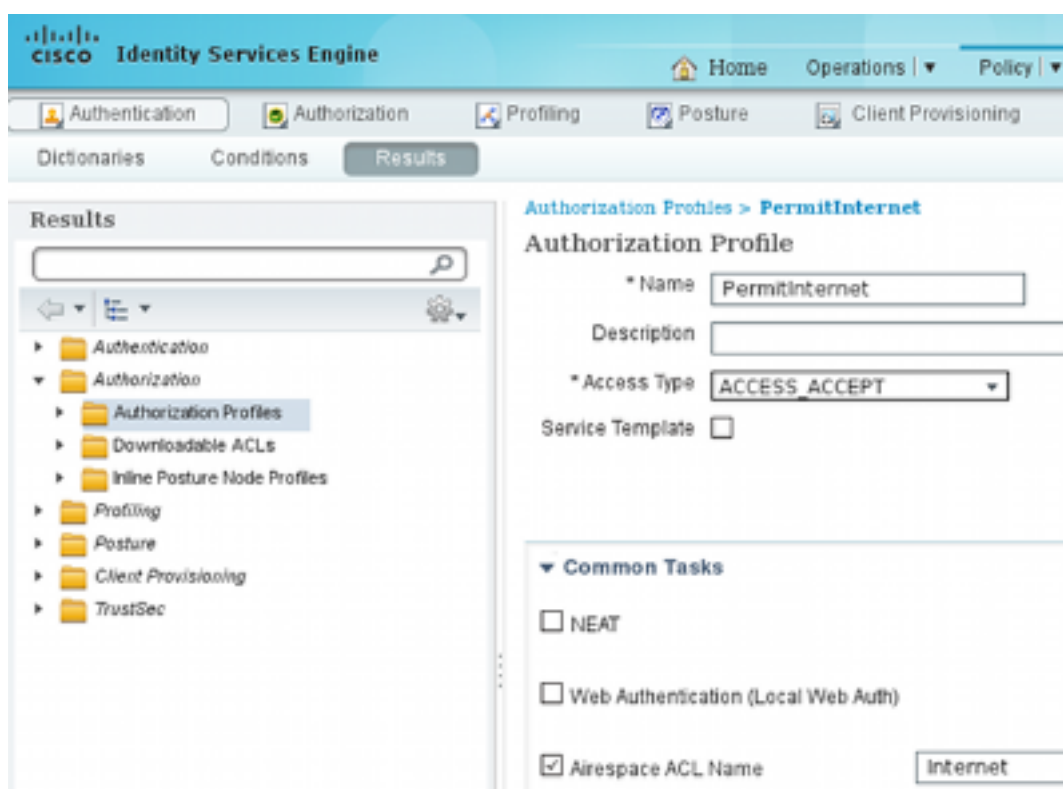 CISCO Identity Services Engine
Home Operations Policy
Authentication Authorization Profiling Posture Client Provisioning
Dictionaries Conditions Results
Results
Authentication
Authorization
Authorization Profiles
Downloadable ACLs
Inline Posture Node Profiles
Profiling
Posture
Client Provisioning
TrustSec
Authorization Profiles > PermitInternet
Authorization Profile
* Name PermitInternet
Description
* Access Type ACCESS_ACCEPT
Service Template
Common Tasks
NEAT
Web Authentication (Local Web Auth)
Airespace ACL Name Internet